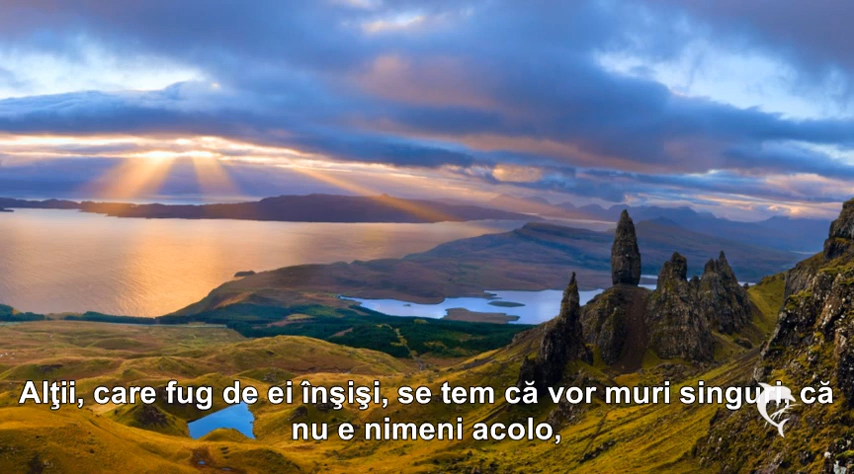 Alţii, care fug de ei înşişi, se tem că vor muri singuri, că
nu e nimeni acolo,